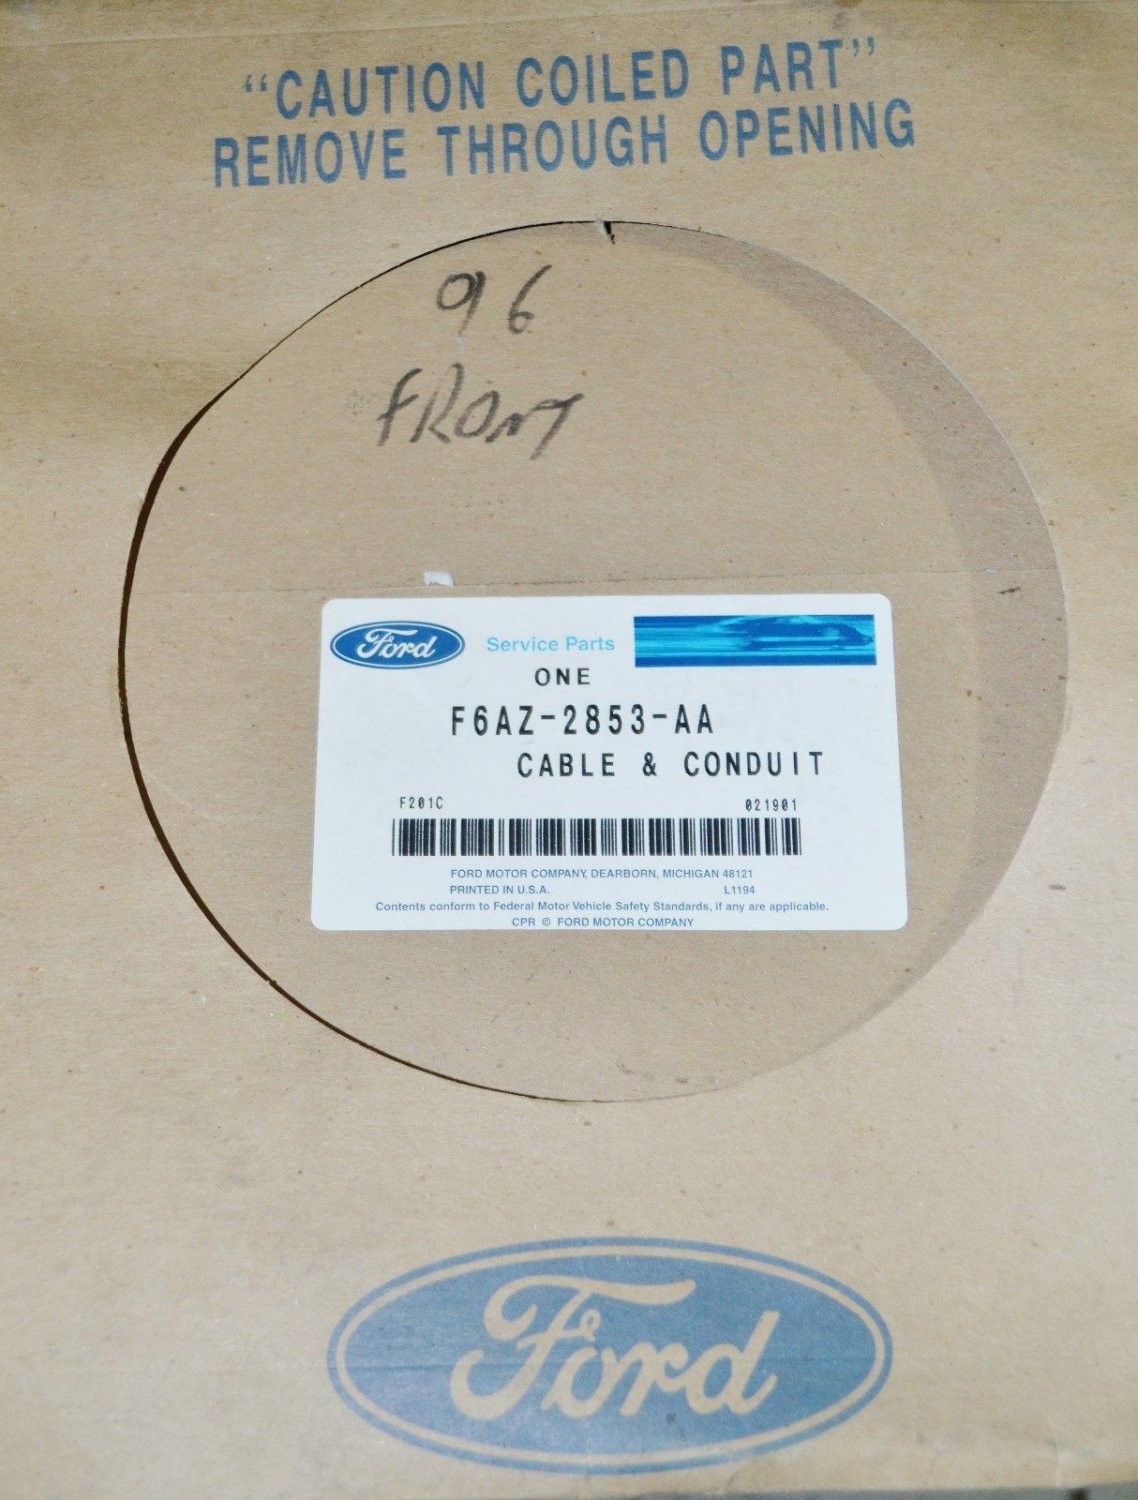 “CAUTION COILED PART”
REMOVE THROUGH OPENING
96
FRONT
Ford Service Parts
ONE
F6AZ-2853-AA
CABLE & CONDUIT
F201C 021901
FORD MOTOR COMPANY, DEARBORN, MICHIGAN 48121
PRINTED IN U.S.A. L1194
Contents conform to Federal Motor Vehicle Safety Standards, if any are applicable.
CPR © FORD MOTOR COMPANY
Ford